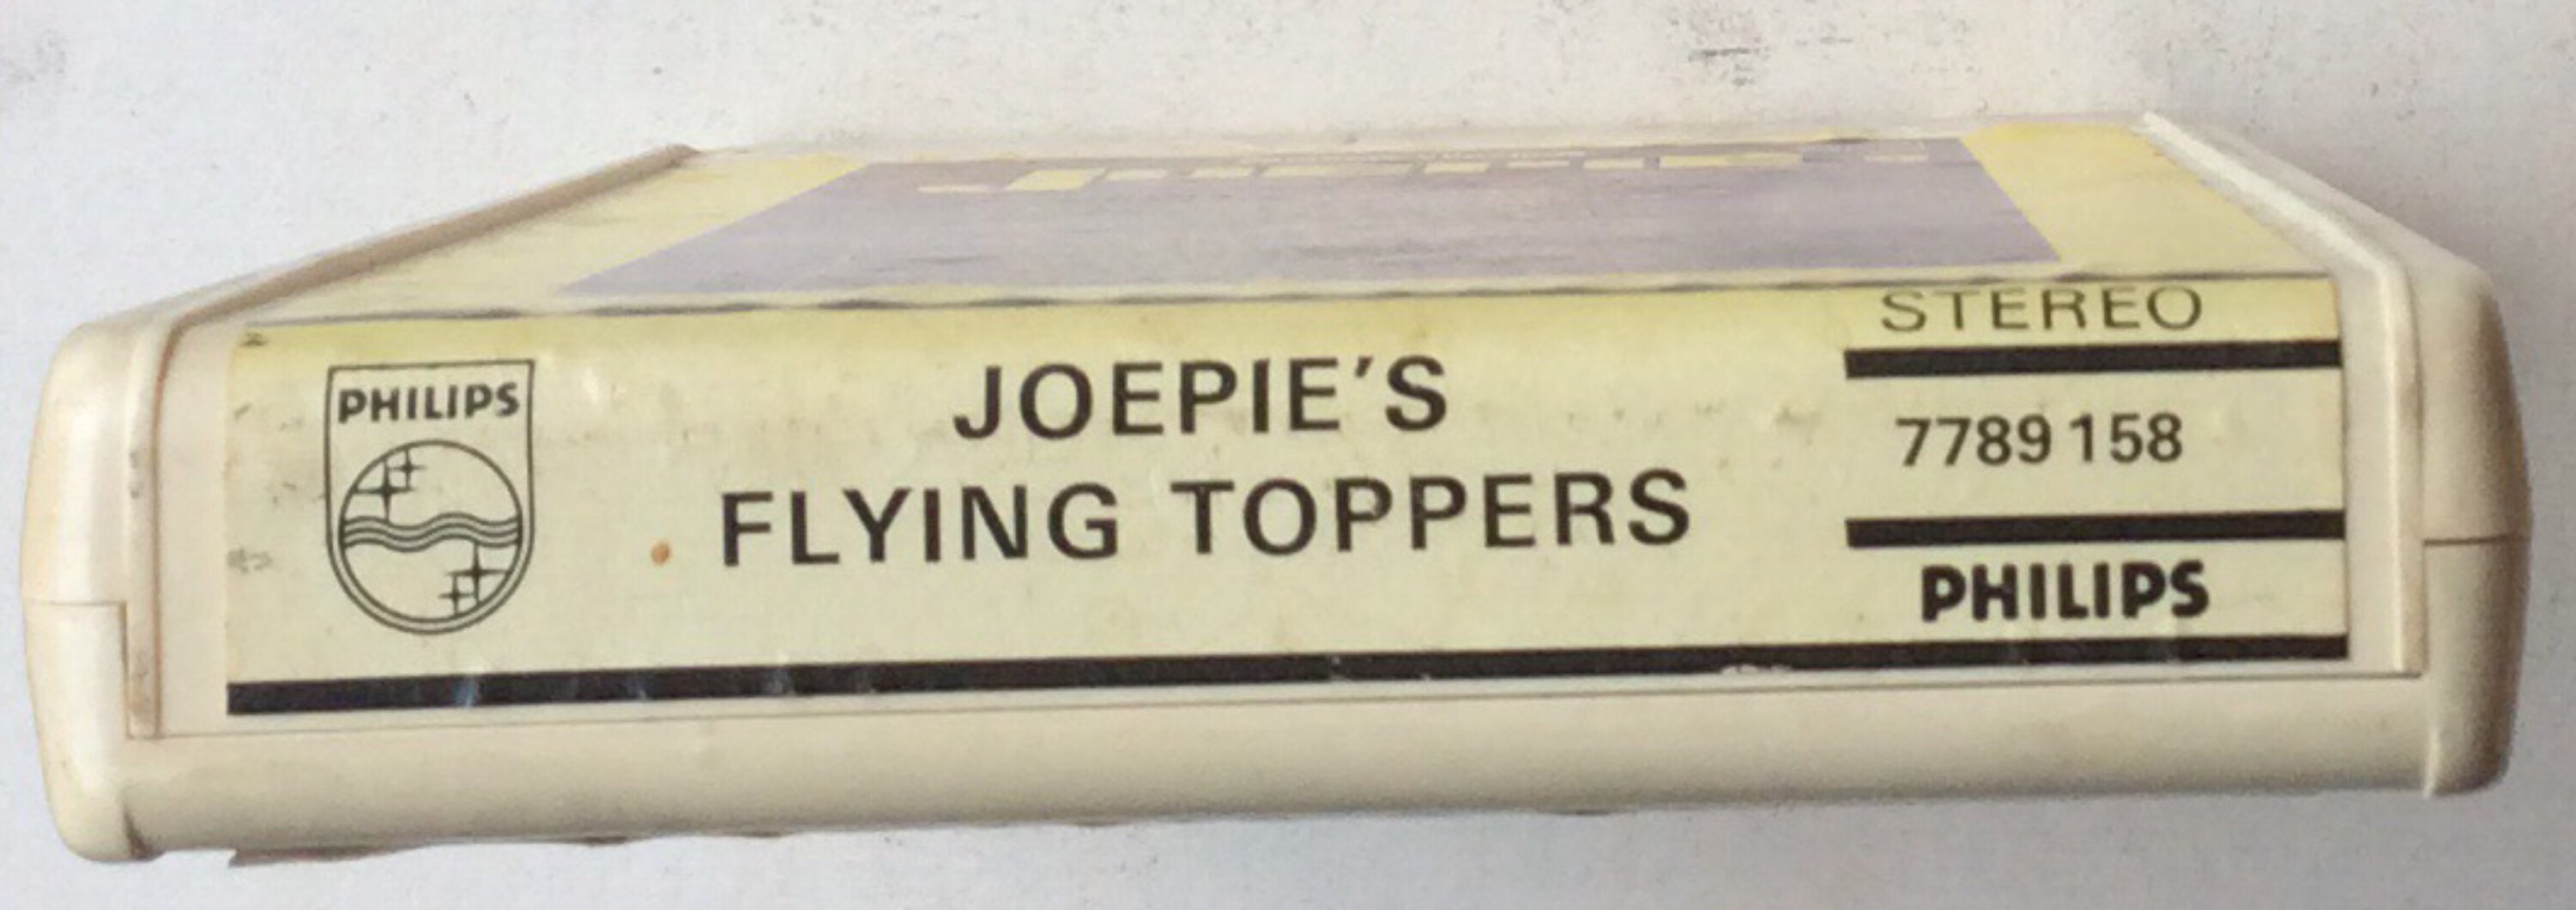 PHILIPS
JOEPIE'S
FLYING TOPPERS
STEREO
7789 158
PHILIPS